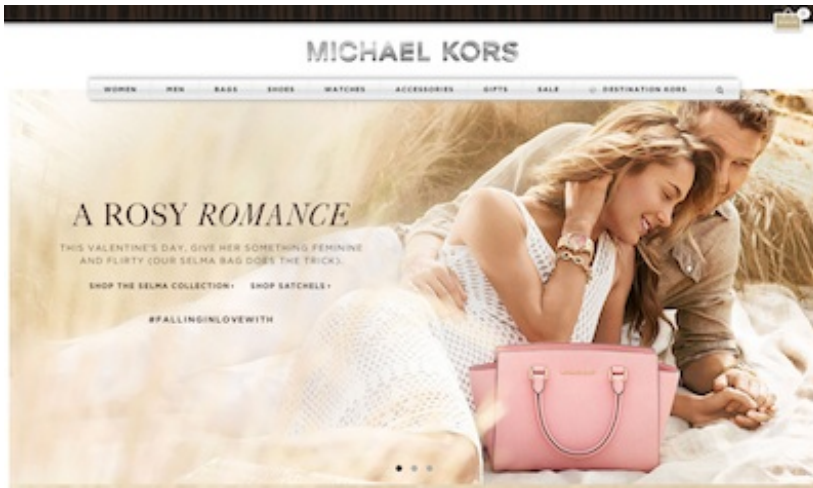 MICHAEL KORS
WOMEN MEN BAGS SHOES WATCHES ACCESSORIES GIFTS SALE DESTINATION KORS
A ROSY ROMANCE
THIS VALENTINE'S DAY, GIVE HER SOMETHING FEMININE
AND FLIRTY (OUR SELMA BAG DOES THE TRICK).
SHOP THE SELMA COLLECTION› SHOP SATCHELS›
#FALLINGINLOVEWITH